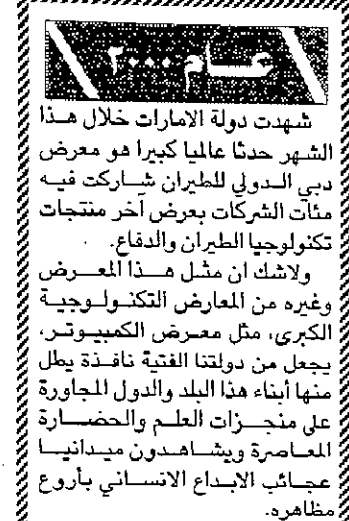 عام ٢٠٠٠
شهدت دولة الامارات خلال هذا
الشهر حدثا عالميا كبيرا هو معرض
دبي الدولي للطيران شاركت فيه
مئات الشركات بعرض آخر منتجات
تكنولوجيا الطيران والدفاع.
ولاشك ان مثل هذا المعرض
وغيره من المعارض التكنولوجية
الكبرى، مثل معرض الكمبيوتر،
يجعل من دولتنا الفتية نافذة يطل
منها أبناء هذا البلد والدول المجاورة
على منجزات العلم والحضارة
المعاصرة ويشاهدون ميدانيا
عجائب الابداع الانساني بأروع
مظاهره.